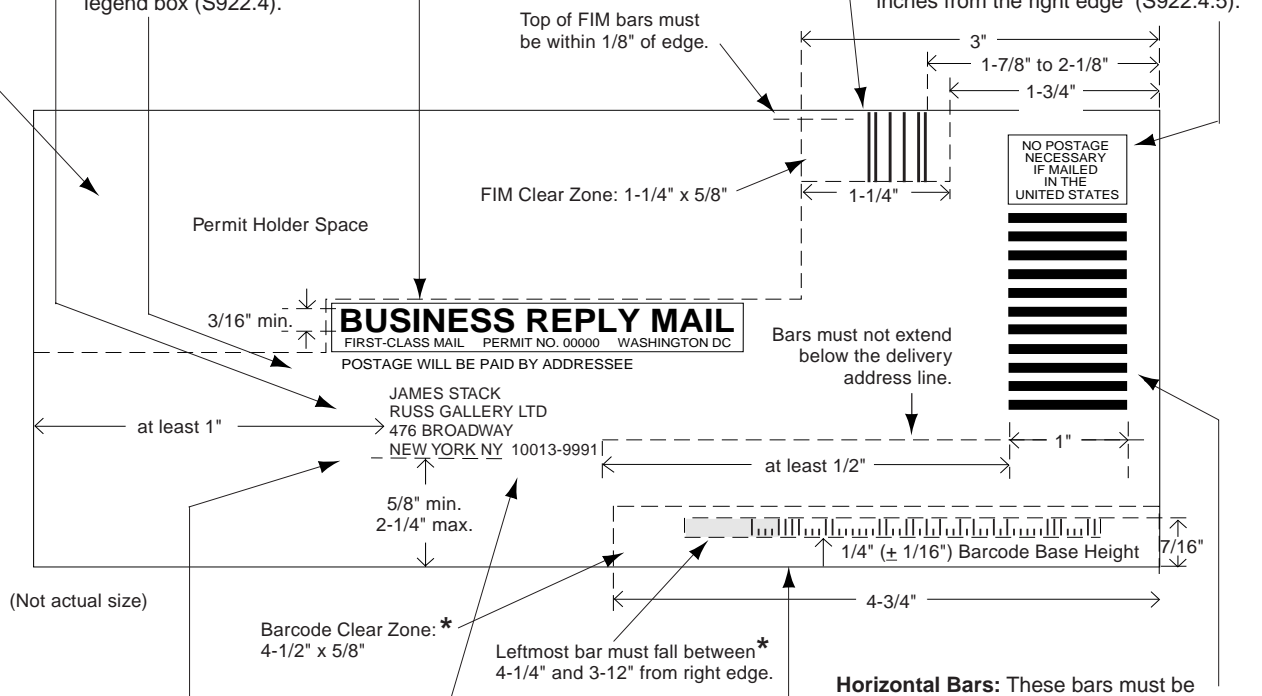 legend box (S922.4).
inches from the right edge (S922.4.5).
Top of FIM bars must
be within 1/8" of edge.
3"
1-7/8" to 2-1/8"
1-3/4"
NO POSTAGE
NECESSARY
IF MAILED
IN THE
UNITED STATES
FIM Clear Zone: 1-1/4" x 5/8"
1-1/4"
Permit Holder Space
3/16" min.
BUSINESS REPLY MAIL
FIRST-CLASS MAIL PERMIT NO. 00000 WASHINGTON DC
POSTAGE WILL BE PAID BY ADDRESSEE
Bars must not extend
below the delivery
address line.
JAMES STACK
RUSS GALLERY LTD
476 BROADWAY
NEW YORK NY 10013-9991
at least 1"
1"
at least 1/2"
5/8" min.
2-1/4" max.
1/4" (± 1/16") Barcode Base Height
7/16"
4-3/4"
(Not actual size)
Barcode Clear Zone: *
4-1/2" x 5/8"
Leftmost bar must fall between*
4-1/4" and 3-12" from right edge.
Horizontal Bars: These bars must be